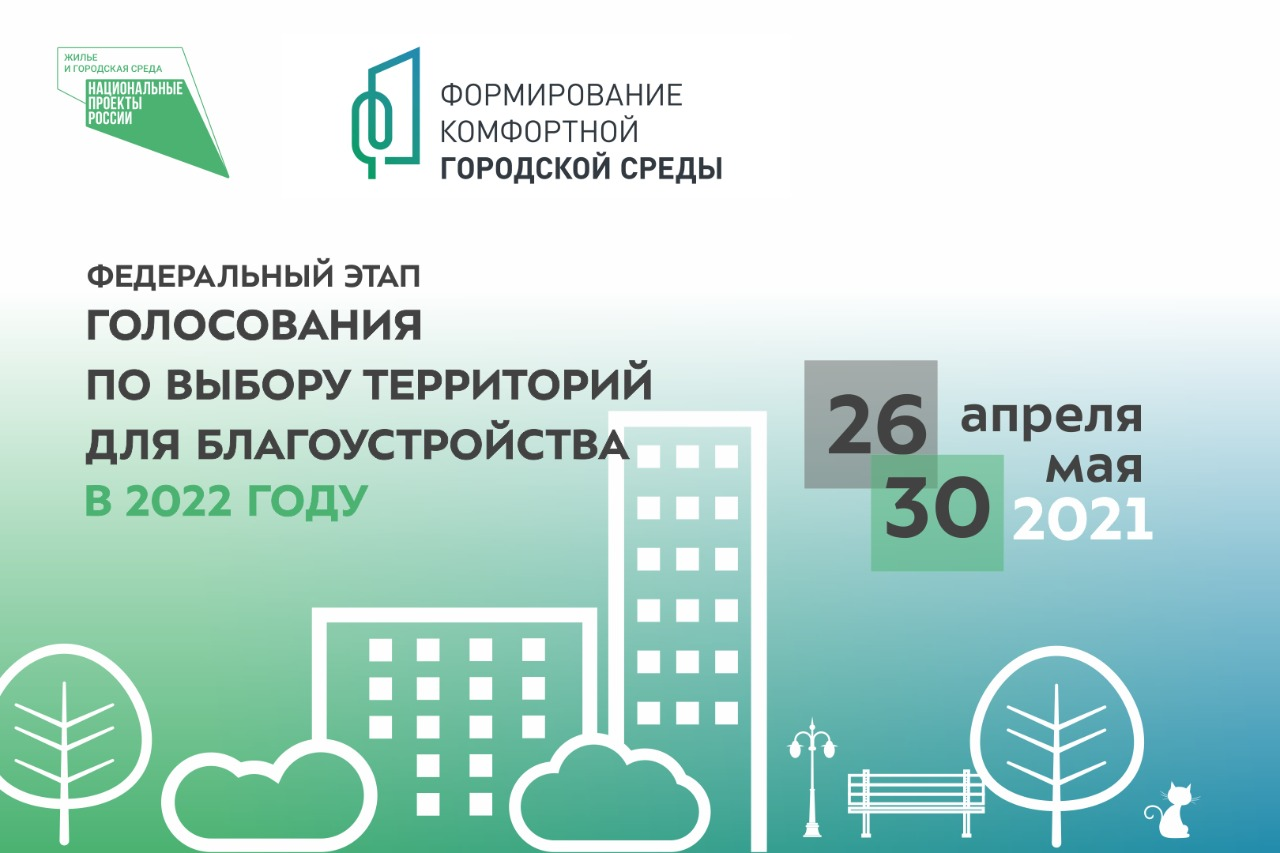 ЖИЛЬЕ
И ГОРОДСКАЯ СРЕДА
НАЦИОНАЛЬНЫЕ
ПРОЕКТЫ
РОССИИ
ФОРМИРОВАНИЕ
КОМФОРТНОЙ
ГОРОДСКОЙ СРЕДЫ
ФЕДЕРАЛЬНЫЙ ЭТАП
ГОЛОСОВАНИЯ
ПО ВЫБОРУ ТЕРРИТОРИЙ
ДЛЯ БЛАГОУСТРОЙСТВА
В 2022 ГОДУ
26 апреля
30 мая
2021